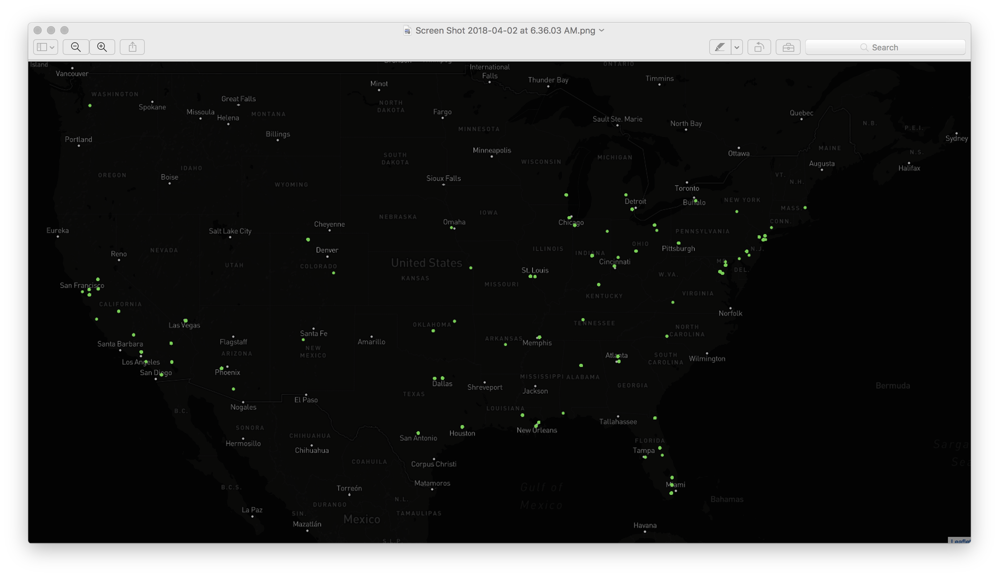 Screen Shot 2018-04-02 at 6.36.03 AM.png
Search
Island
Vancouver
International
Falls
ONTARIO
Thunder Bay
Timmins
Minot
WASHINGTON
Spokane
Great Falls
Missoula
Helena
MONTANA
NORTH
DAKOTA
Fargo
MINNESOTA
Sault Ste. Marie
North Bay
Quebec
N.B.
P.E.I.
Sydney
Portland
Billings
Minneapolis
SOUTH
DAKOTA
WISCONSIN
MICHIGAN
Ottawa
MAINE
N.S.
Augusta
Halifax
OREGON
IDAHO
Boise
WYOMING
Sioux Falls
VT.
N.H.
Toronto
Detroit
Buffalo
NEW YORK
MASS.
NEBRASKA
IOWA
Chicago
CONN.
Eureka
Salt Lake City
Cheyenne
Omaha
PENNSYLVANIA
Reno
NEVADA
Denver
ILLINOIS
INDIANA
OHIO
Pittsburgh
N.J.
UTAH
COLORADO
United States
Cincinnati
MD.
DEL.
KANSAS
St. Louis
W.VA.
San Francisco
MISSOURI
KENTUCKY
VIRGINIA
CALIFORNIA
Norfolk
Las Vegas
Santa Fe
OKLAHOMA
TENNESSEE
NORTH
CAROLINA
Santa Barbara
Flagstaff
ARIZONA
NEW
MEXICO
Amarillo
ARKANSAS
Memphis
Atlanta
SOUTH
CAROLINA
Wilmington
Los Angeles
San Diego
Phoenix
MISSISSIPPI
ALABAMA
Dallas
Shreveport
GEORGIA
Bermuda
TEXAS
Jackson
El Paso
Nogales
B.C.
LOUISIANA
Tallahassee
SONORA
CHIHUAHUA
San Antonio
Houston
New Orleans
Hermosillo
Chihuahua
FLORIDA
Tampa
Sarga
Sea
COAHUILA
Corpus Christi
B.C.S.
Torreón
Matamoros
Gulf of
Mexico
Miami
Bahamas
N.L.
DURANGO
La Paz
SIN.
TAMAULIPAS
Mexico
Mazatlán
Havana
S.L.P.
Leaflet